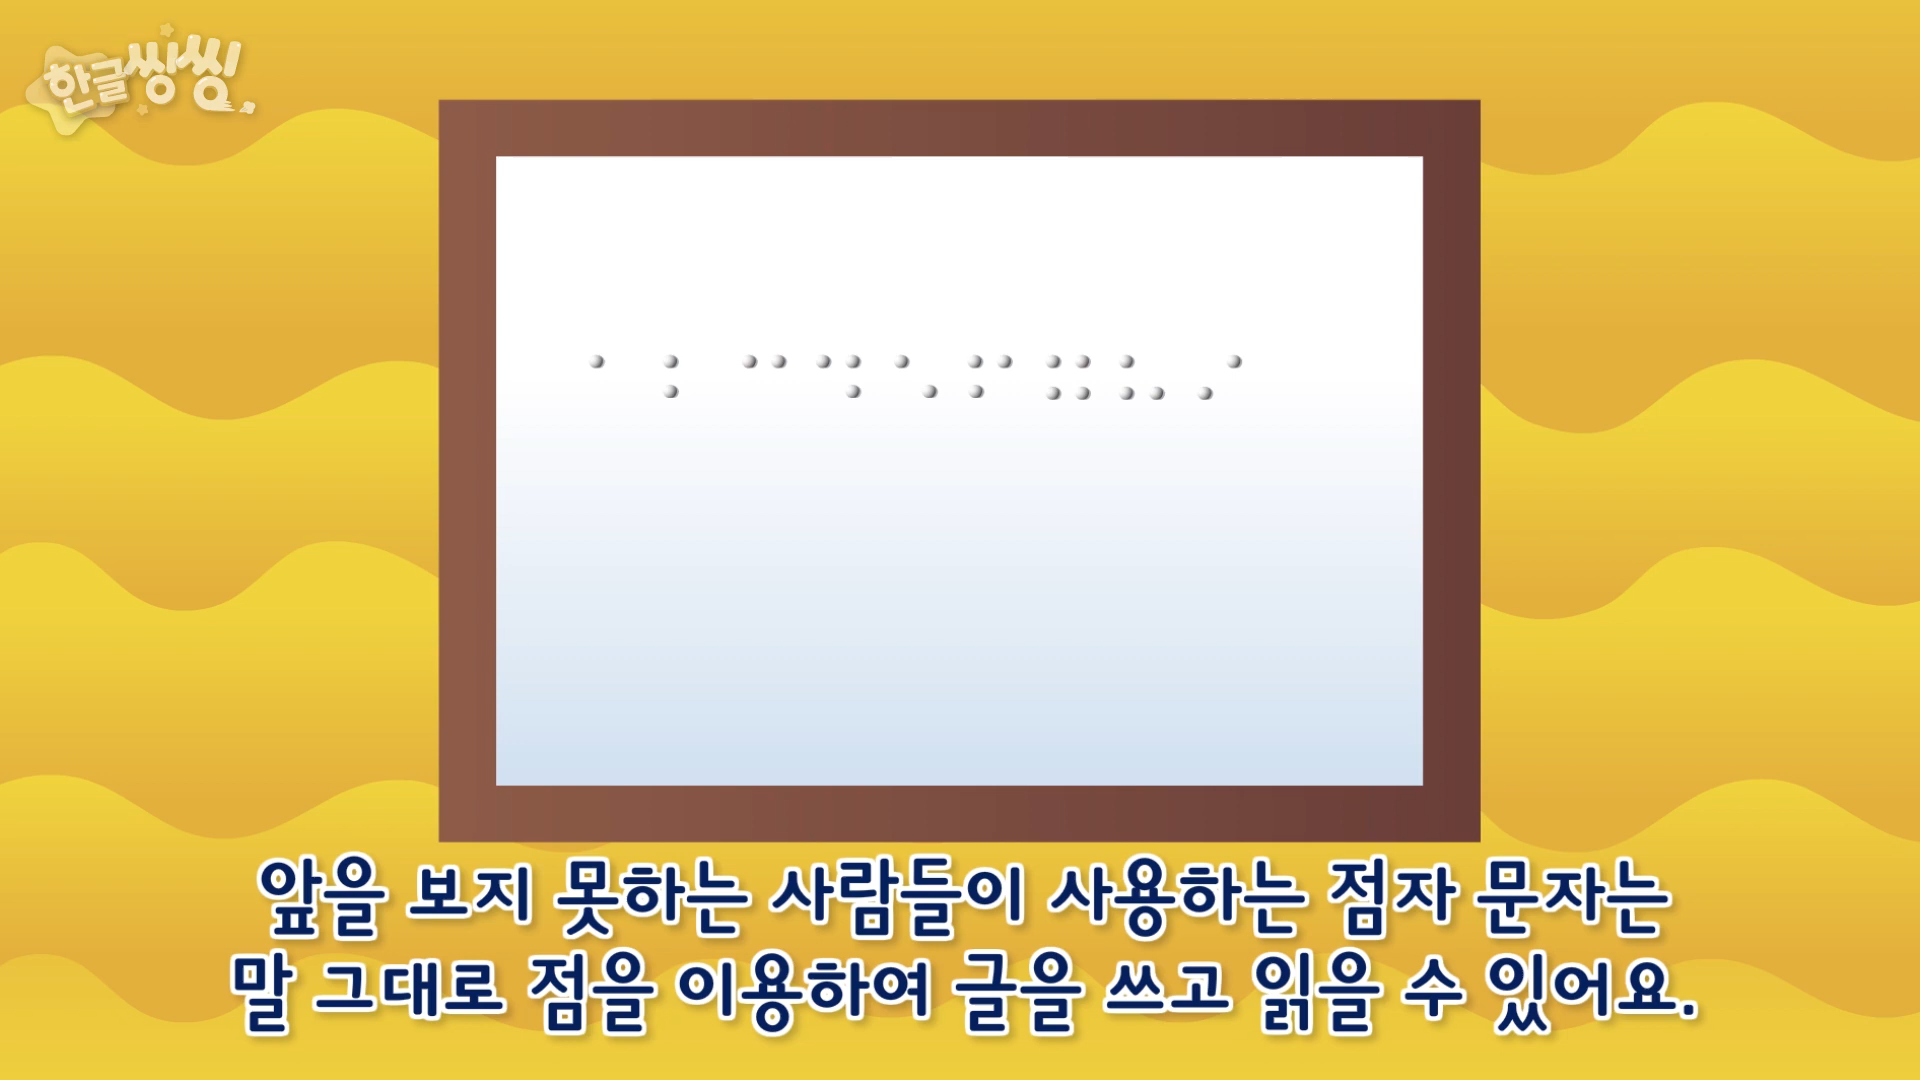 한글씽씽
앞을 보지 못하는 사람들이 사용하는 점자 문자는
말 그대로 점을 이용하여 글을 쓰고 읽을 수 있어요.